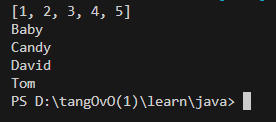 [1, 2, 3, 4, 5]
Baby
Candy
David
Tom
PS D:\tangOvO(1)\learn\java>